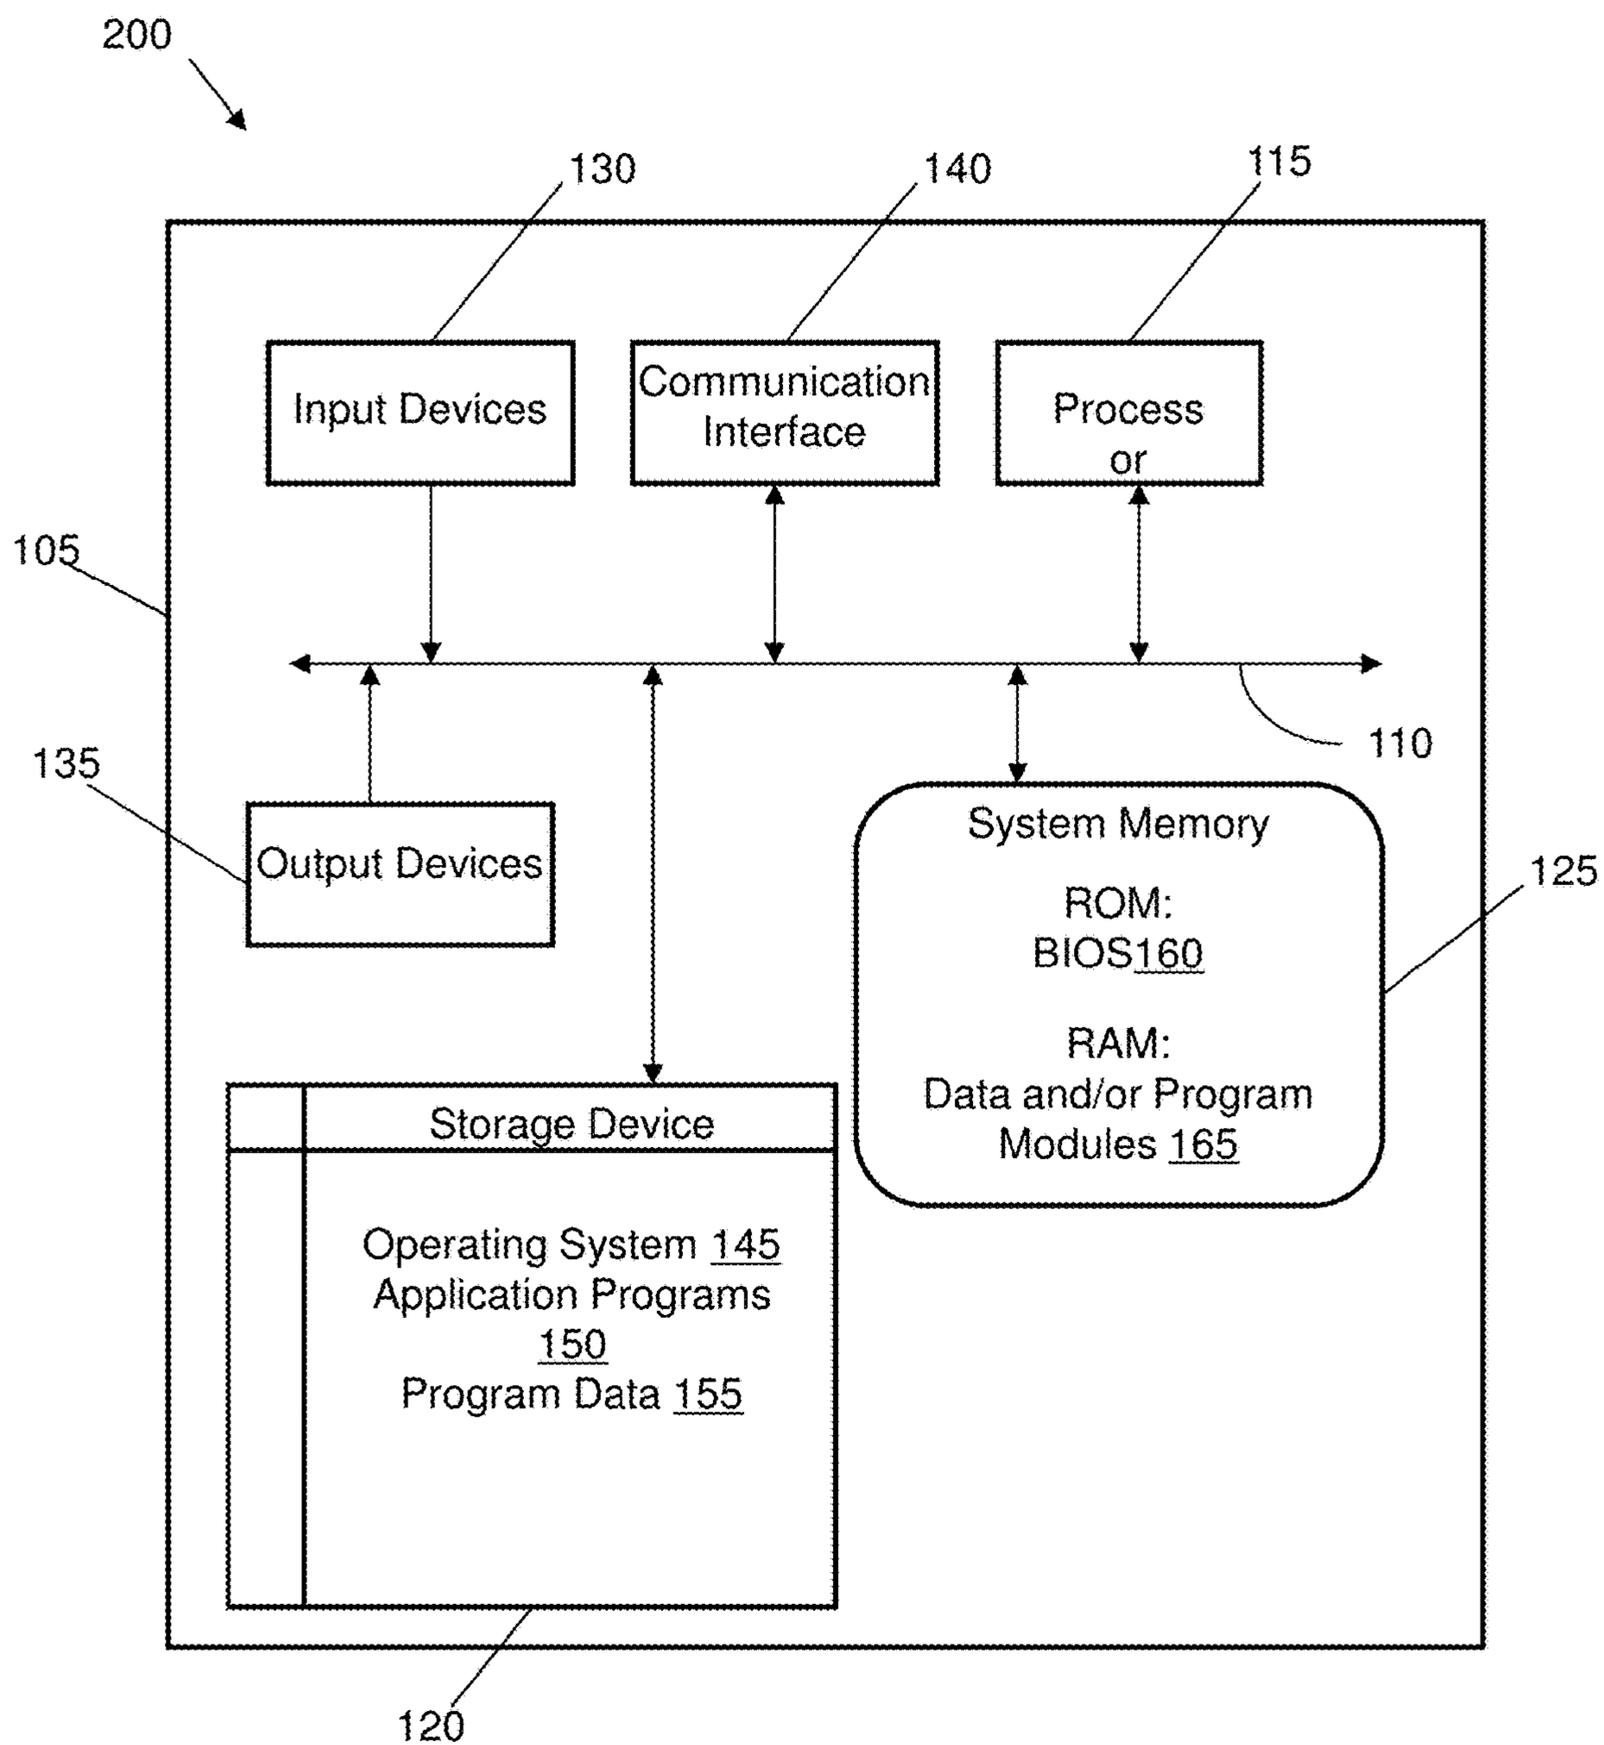 200
130
140
115
Input Devices
Communication
Interface
Process
or
105
110
135
Output Devices
System Memory
ROM:
BIOS160
RAM:
Data and/or Program
Modules 165
125
Storage Device
Operating System 145
Application Programs
150
Program Data 155
120